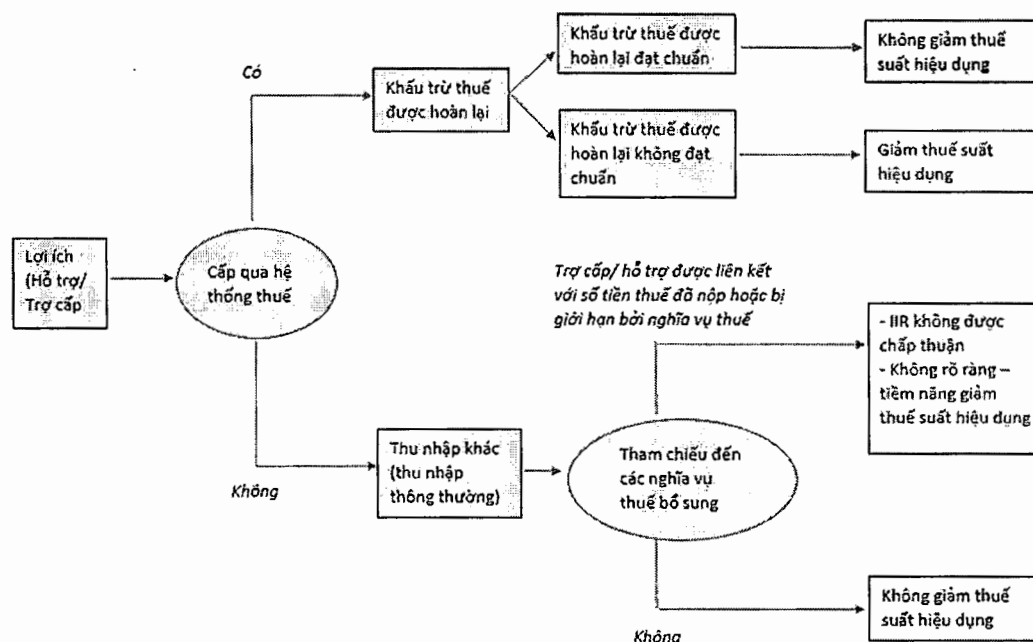 Có
Khấu trừ thuế
được hoàn lại
Khấu trừ thuế được
hoàn lại đạt chuẩn
Không giảm thuế
suất hiệu dụng
Khấu trừ thuế được
hoàn lại không đạt
chuẩn
Giảm thuế suất
hiệu dụng
Lợi ích
(Hỗ trợ/
Trợ cấp
Cấp qua hệ
thống thuế
Trợ cấp/ hỗ trợ được liên kết
với số tiền thuế đã nộp hoặc bị
giới hạn bởi nghĩa vụ thuế
- IIR không được
chấp thuận
- Không rõ ràng –
tiềm năng giảm
thuế suất hiệu dụng
Không
Thu nhập khác
(thu nhập
thông thường)
Tham chiếu đến
các nghĩa vụ
thuế bổ sung
Không
Không giảm thuế
suất hiệu dụng